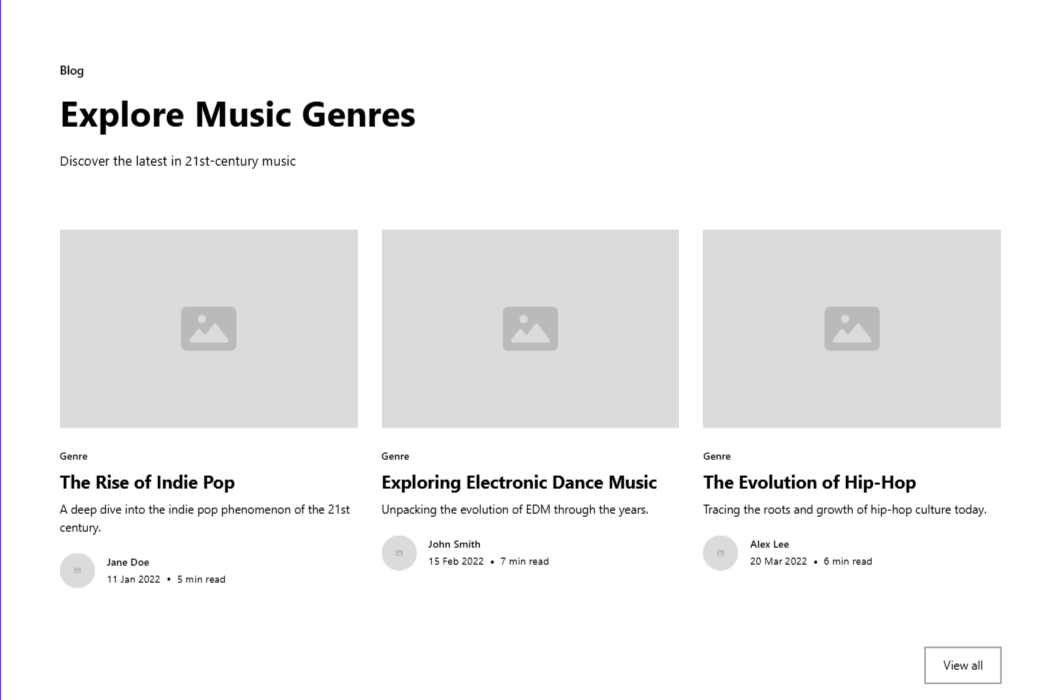 Blog
Explore Music Genres
Discover the latest in 21st-century music
Genre
The Rise of Indie Pop
A deep dive into the indie pop phenomenon of the 21st
century.
Jane Doe
11 Jan 2022 • 5 min read
Genre
Exploring Electronic Dance Music
Unpacking the evolution of EDM through the years.
John Smith
15 Feb 2022 • 7 min read
Genre
The Evolution of Hip-Hop
Tracing the roots and growth of hip-hop culture today.
Alex Lee
20 Mar 2022 • 6 min read
View all